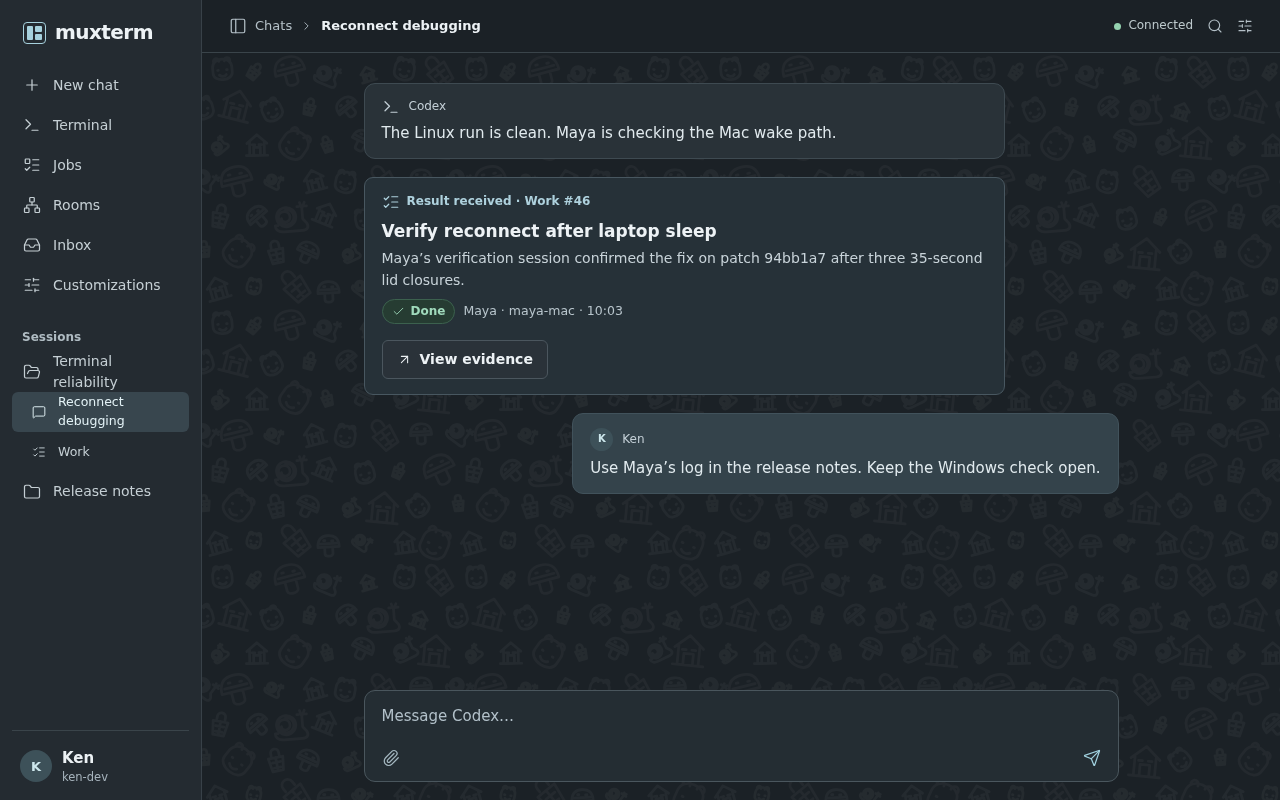 muxterm
New chat
Terminal
Jobs
Rooms
Inbox
Customizations
Sessions
Terminal
reliability
Reconnect
debugging
Work
Release notes
K
Ken
ken-dev
Chats
Reconnect debugging
Connected
Codex
The Linux run is clean. Maya is checking the Mac wake path.
Result received · Work #46
Verify reconnect after laptop sleep
Maya’s verification session confirmed the fix on patch 94bb1a7 after three 35-second
lid closures.
Done
Maya · maya-mac · 10:03
View evidence
K
Ken
Use Maya’s log in the release notes. Keep the Windows check open.
Message Codex…